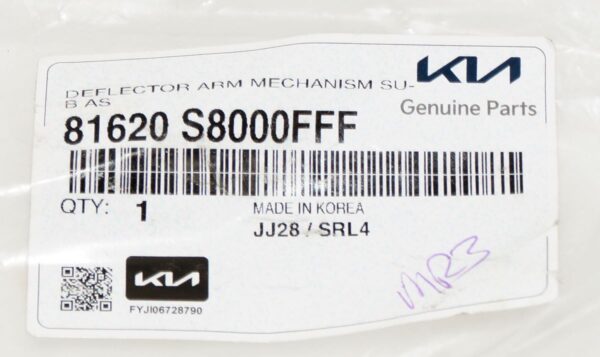 DEFLECTOR ARM MECHANISM SU-
B AS
KIA
Genuine Parts
81620 S8000FFF
QTY: 1
MADE IN KOREA
JJ28 / SRL4
KIA
FYJI06728790